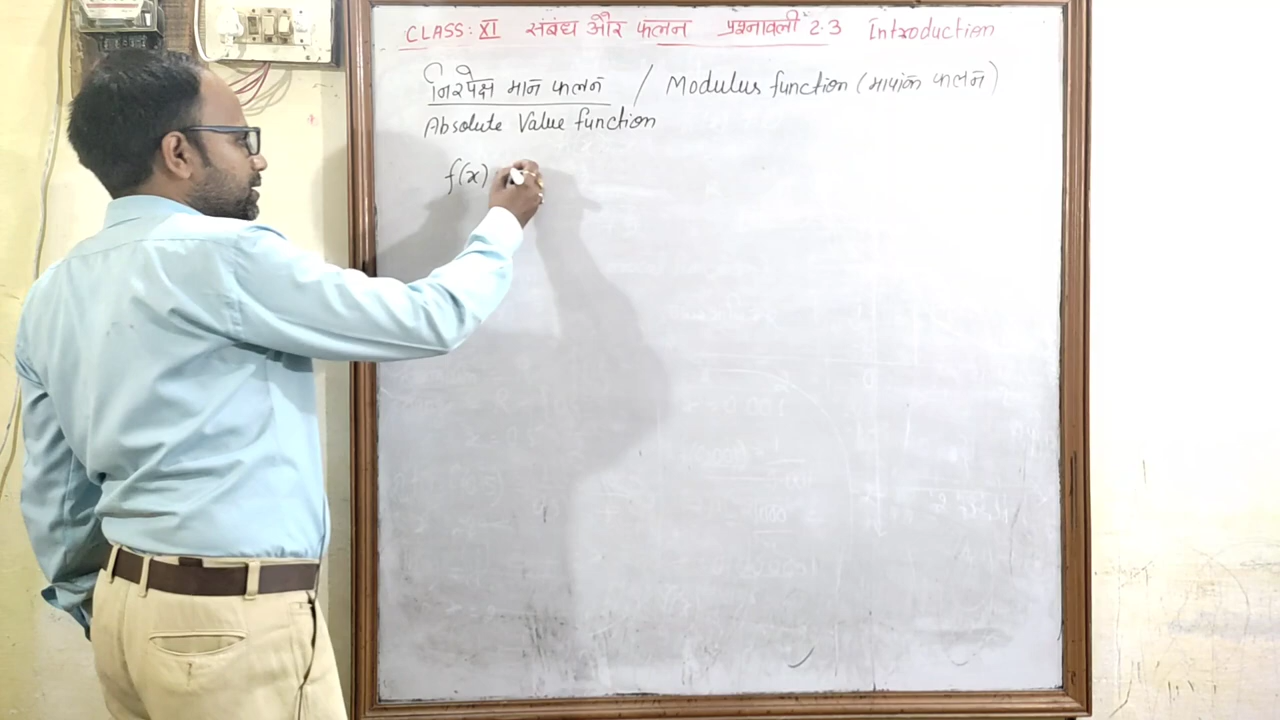 CLASS: XI संबंध और फलन प्रश्नावली 2.3 Introduction
निरपेक्ष मान फलन / Modulus function (मापांक फलन)
Absolute Value function
f(x)